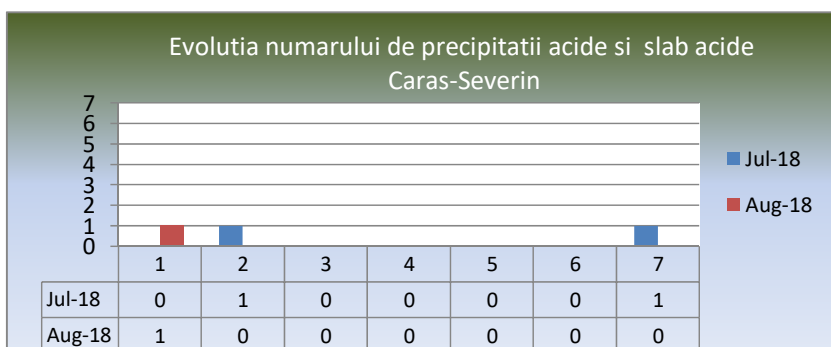 Evolutia numarului de precipitatii acide si slab acide
Caras-Severin
7
6
5
4
3
2
1
0
Jul-18
Aug-18
1 2 3 4 5 6 7
Jul-18 0 1 0 0 0 0 1
Aug-18 1 0 0 0 0 0 0